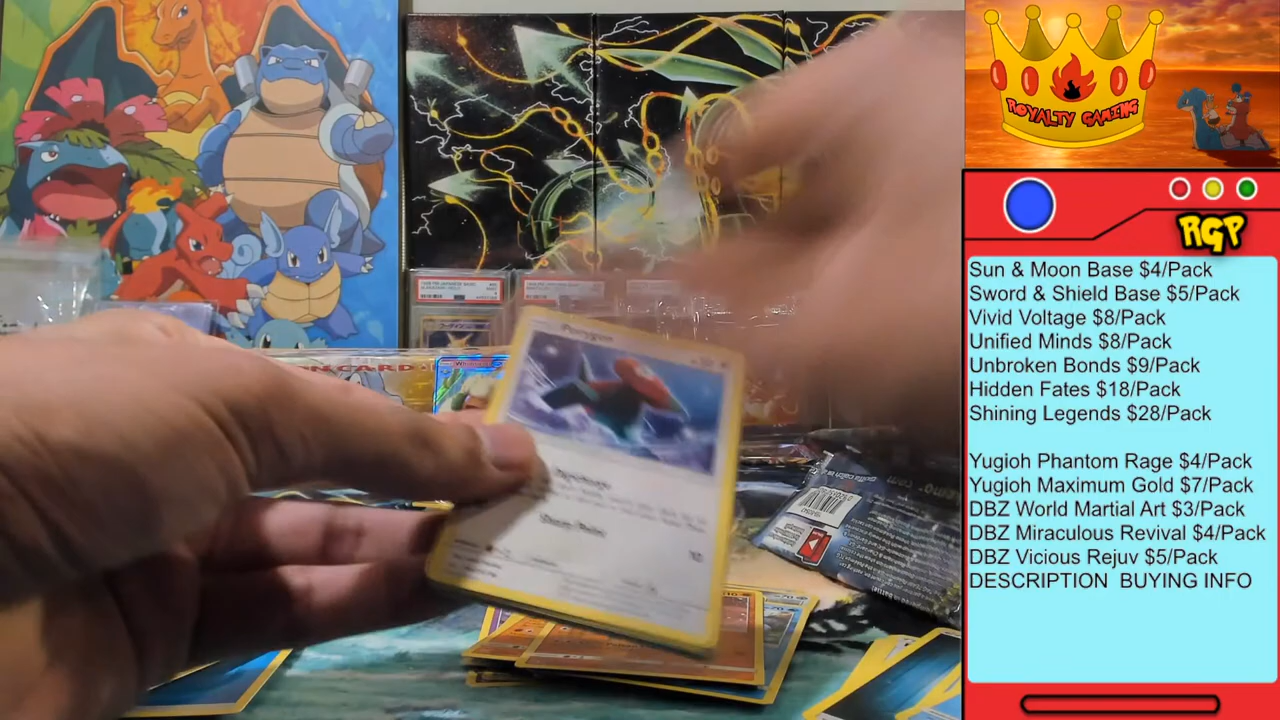 ROYALTY GAMING
RGP
Sun & Moon Base $4/Pack
Sword & Shield Base $5/Pack
Vivid Voltage $8/Pack
Unified Minds $8/Pack
Unbroken Bonds $9/Pack
Hidden Fates $18/Pack
Shining Legends $28/Pack
Yugioh Phantom Rage $4/Pack
Yugioh Maximum Gold $7/Pack
DBZ World Martial Art $3/Pack
DBZ Miraculous Revival $4/Pack
DBZ Vicious Rejuv $5/Pack
DESCRIPTION BUYING INFO
Porygon